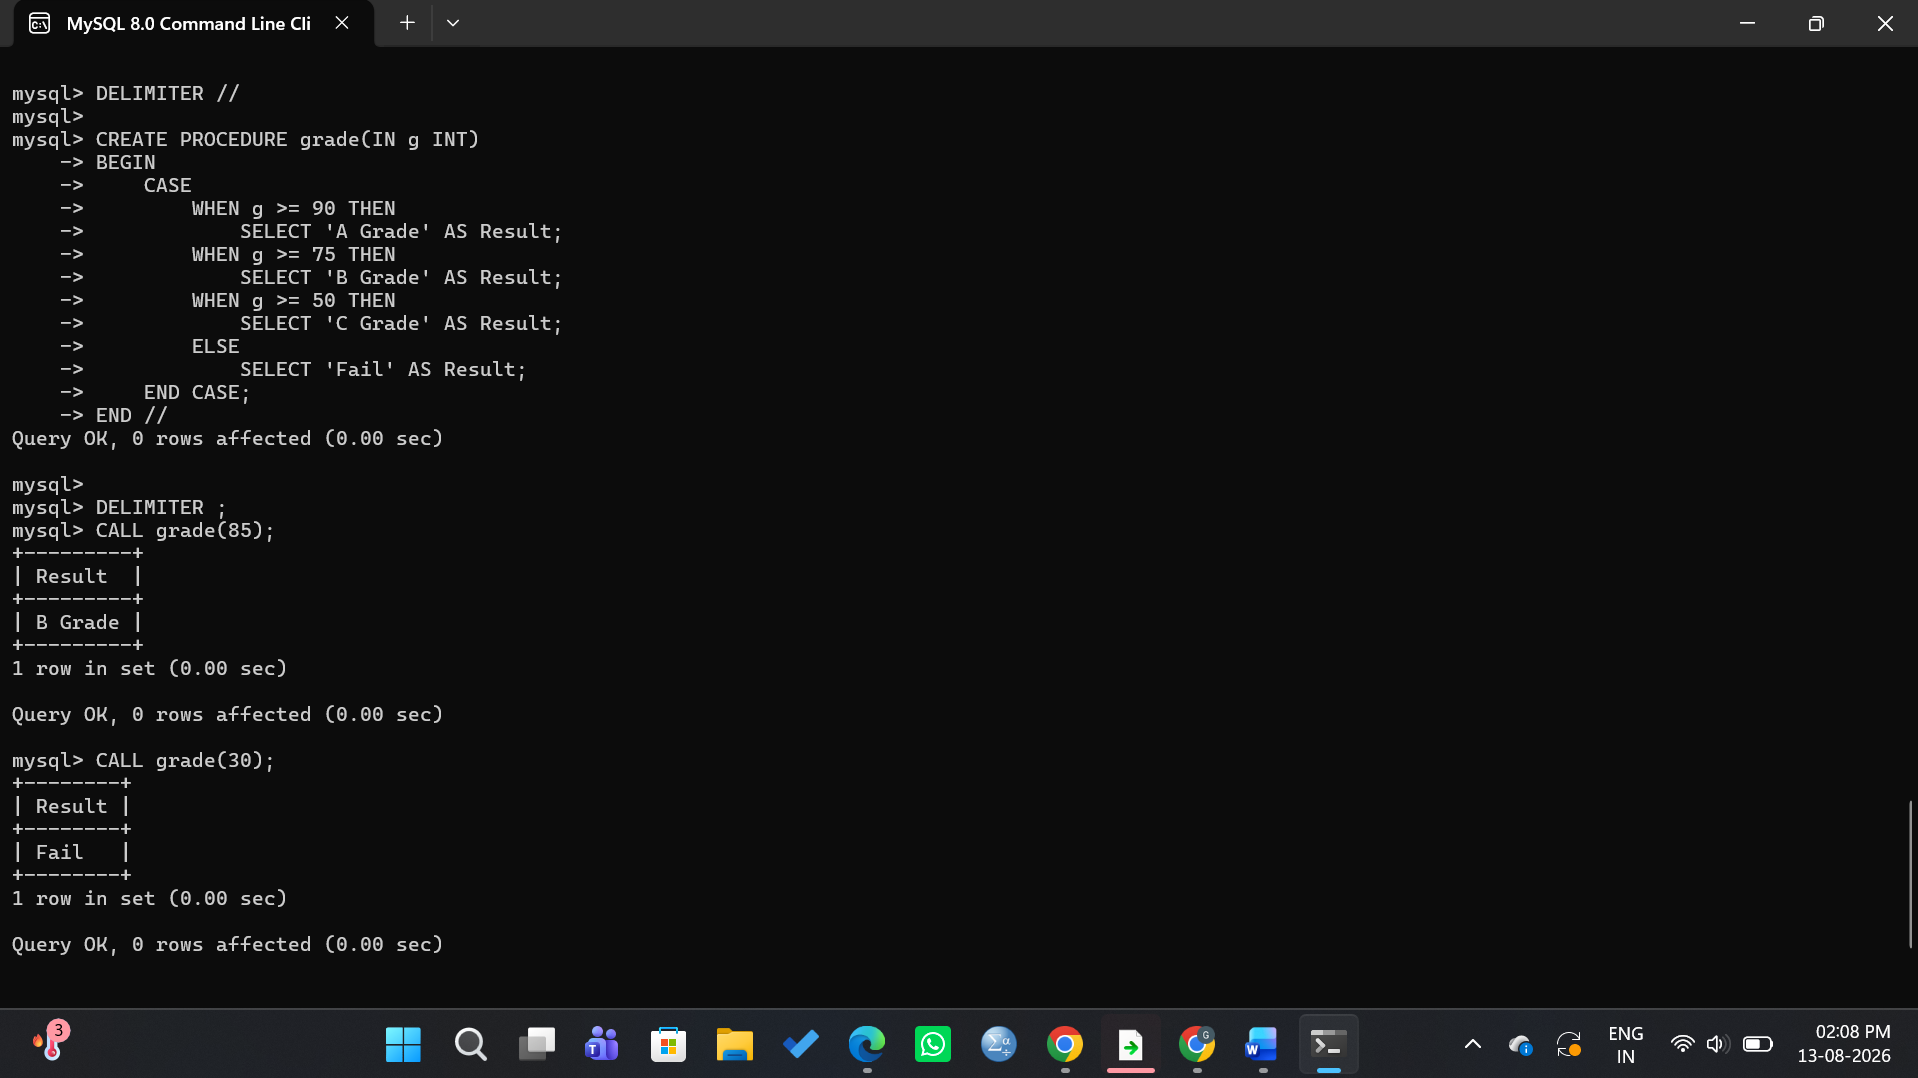 MySQL 8.0 Command Line Cli
mysql> DELIMITER //
mysql>
mysql> CREATE PROCEDURE grade(IN g INT)
    -> BEGIN
    ->     CASE
    ->         WHEN g >= 90 THEN
    ->             SELECT 'A Grade' AS Result;
    ->         WHEN g >= 75 THEN
    ->             SELECT 'B Grade' AS Result;
    ->         WHEN g >= 50 THEN
    ->             SELECT 'C Grade' AS Result;
    ->         ELSE
    ->             SELECT 'Fail' AS Result;
    ->     END CASE;
    -> END //
Query OK, 0 rows affected (0.00 sec)
mysql>
mysql> DELIMITER ;
mysql> CALL grade(85);
+---------+
| Result  |
+---------+
| B Grade |
+---------+
1 row in set (0.00 sec)
Query OK, 0 rows affected (0.00 sec)
mysql> CALL grade(30);
+--------+
| Result |
+--------+
| Fail   |
+--------+
1 row in set (0.00 sec)
Query OK, 0 rows affected (0.00 sec)
3
ENG
IN
02:08 PM
13-08-2026